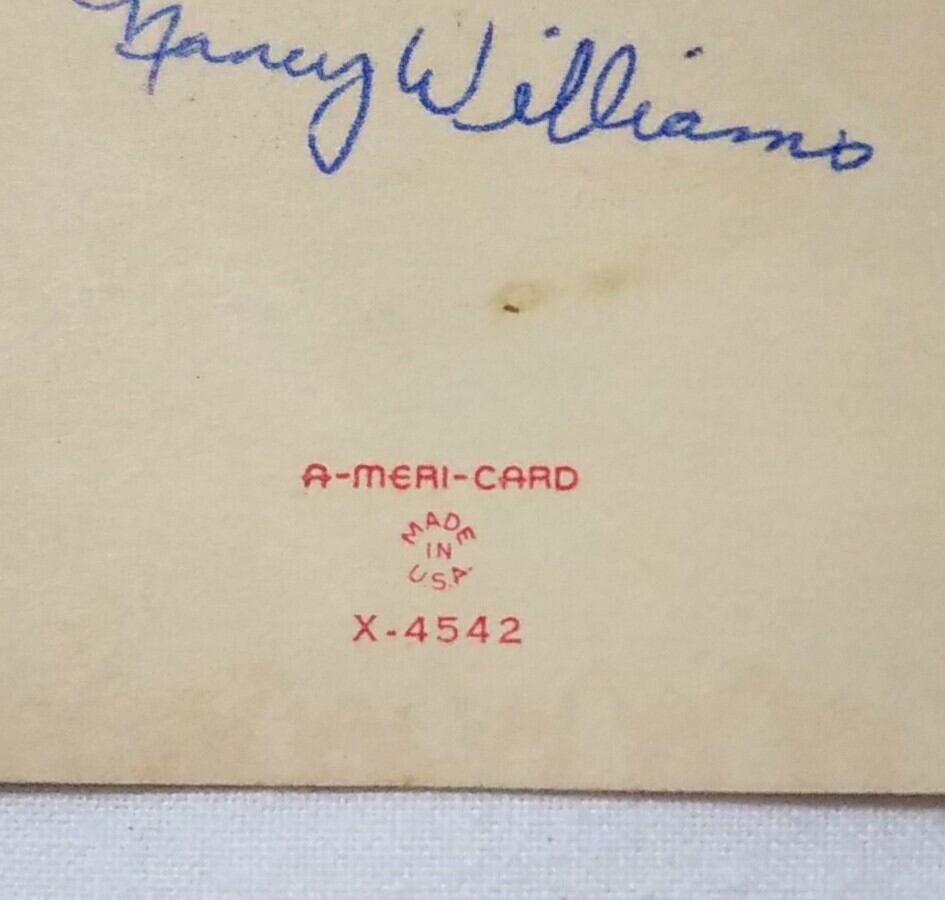 Nancy Williams
A-MERI-CARD
MADE
IN
U.S.A.
X-4542